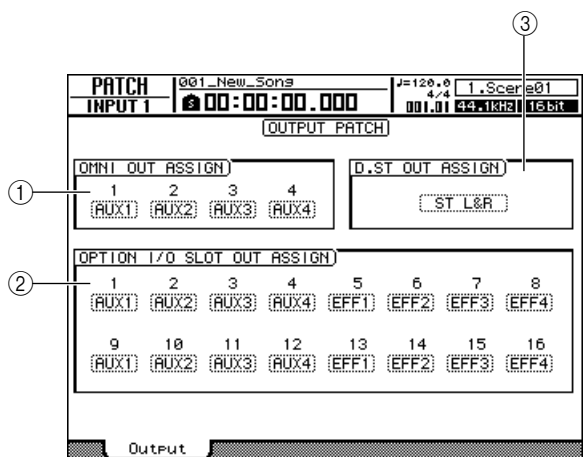 ③
PATCH 001_New_Song ♩=120.0 4/4 1.Scene01
INPUT 1 S 00:00:00.000 001.01 44.1kHz 16bit
OUTPUT PATCH
OMNI OUT ASSIGN D.ST OUT ASSIGN
①
1 2 3 4
AUX1 AUX2 AUX3 AUX4 ST L&R
OPTION I/O SLOT OUT ASSIGN
②
1 2 3 4 5 6 7 8
AUX1 AUX2 AUX3 AUX4 EFF1 EFF2 EFF3 EFF4
9 10 11 12 13 14 15 16
AUX1 AUX2 AUX3 AUX4 EFF1 EFF2 EFF3 EFF4
Output